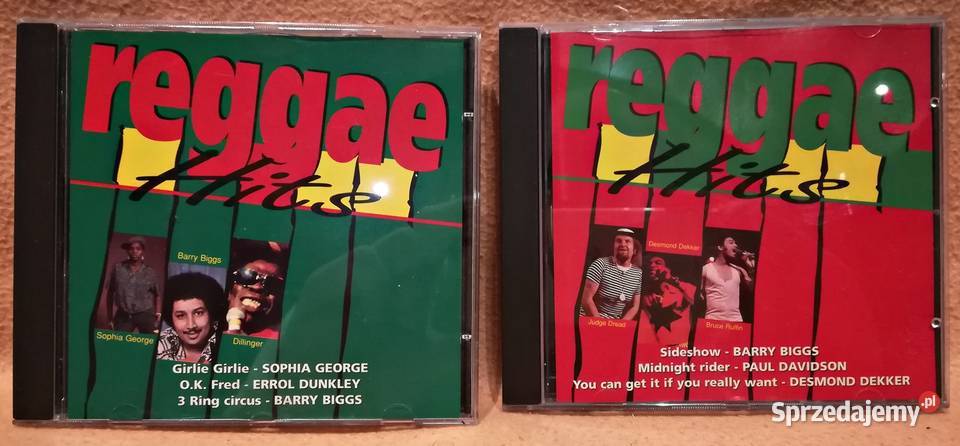 reggae
Hits
Barry Biggs
Sophia George
Dillinger
Girlie Girlie - SOPHIA GEORGE
O.K. Fred - ERROL DUNKLEY
3 Ring circus - BARRY BIGGS
reggae
Hits
Desmond Dekker
Judge Dread
Bruce Ruffin
Sideshow - BARRY BIGGS
Midnight rider - PAUL DAVIDSON
You can get it if you really want - DESMOND DEKKER
Sprzedajemy.pl